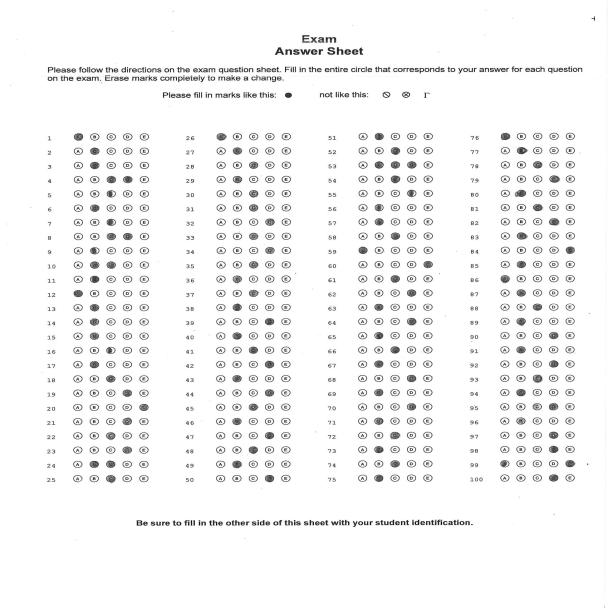 Exam
Answer Sheet
Please follow the directions on the exam question sheet. Fill in the entire circle that corresponds to your answer for each question
on the exam. Erase marks completely to make a change.
Please fill in marks like this: not like this:
1 B C D E 26 B C D E 51 A C D E 76 B C D E
2 A C D E 27 A C D E 52 A B D E 77 A C D E
3 A C D E 28 A B D E 53 A E 78 A B D E
4 A B E 29 A C D E 54 A B D E 79 A B C E
5 A B D E 30 A B D E 55 A B C E 80 A C D E
6 A C D E 31 A B D E 56 A C D E 81 A B D E
7 A B D E 32 A B C E 57 A C D E 82 A B C E
8 A B E 33 A B D E 58 A B D E 83 A C D E
9 A C D E 34 A B C E 59 B C D E 84 A B C D
10 A D E 35 A B D E 60 A B C D 85 A C D E
11 A C D E 36 A C D E 61 A B D E 86 B C D E
12 B C D E 37 A B D E 62 A B C E 87 A C D E
13 A C D E 38 A C D E 63 A C D E 88 A B D E
14 A C D E 39 A B C E 64 A B C E 89 A C D E
15 A C D E 40 A C D E 65 A C D E 90 A B C E
16 A B D E 41 A B D E 66 A B D E 91 A C D E
17 A C D E 42 A B C E 67 A C D E 92 A B C E
18 A B D E 43 A C D E 68 A B C E 93 A B D E
19 A B C E 44 A B C E 69 A C D E 94 A C D E
20 A B C D 45 A B D E 70 A B C E 95 A B E
21 A B C E 46 A C D E 71 A C D E 96 A C D E
22 A B D E 47 A B C E 72 A B D E 97 A B C E
23 A B C E 48 A B D E 73 A C D E 98 A B C E
24 A D E 49 A C D E 74 A B D E 99 B C D
25 A B D E 50 A B C E 75 A C D E 100 A B C E
Be sure to fill in the other side of this sheet with your student identification.